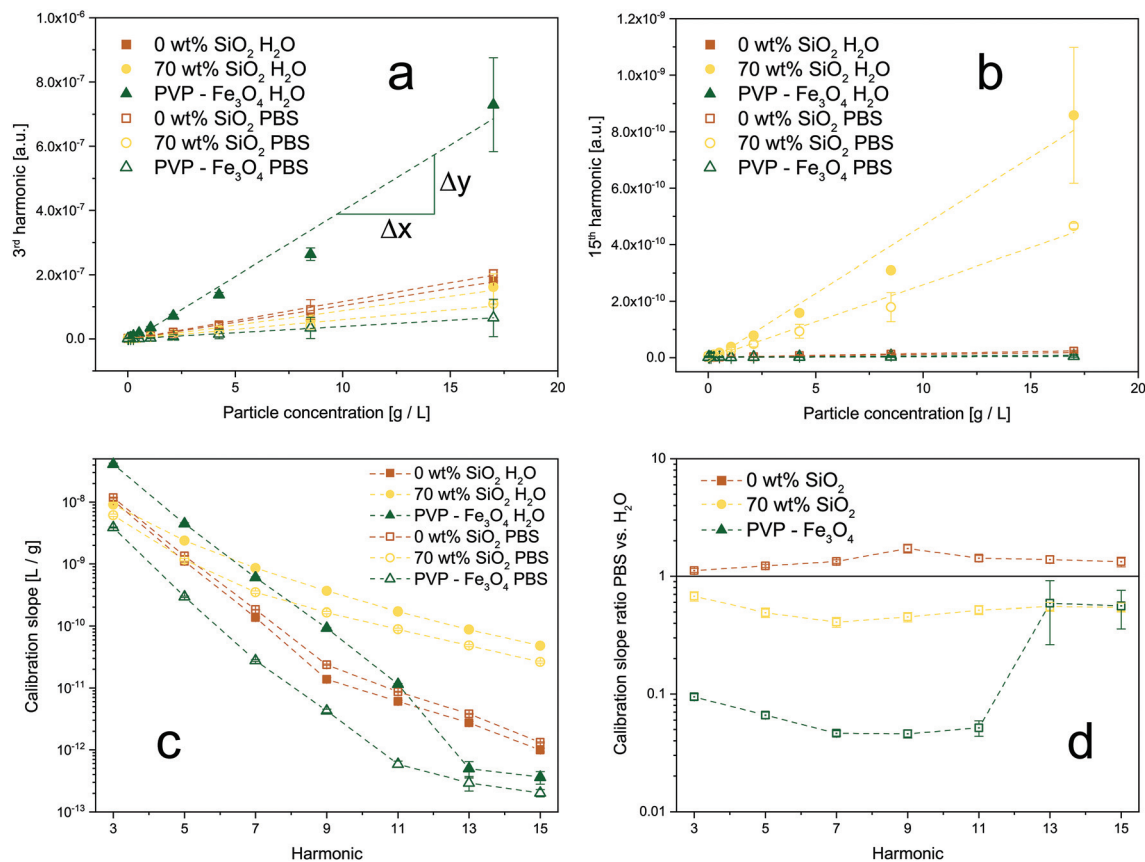 1.0x10⁻⁶
8.0x10⁻⁷
6.0x10⁻⁷
4.0x10⁻⁷
2.0x10⁻⁷
0.0
3ʳᵈ harmonic [a.u.]
0 wt% SiO₂ H₂O
70 wt% SiO₂ H₂O
PVP - Fe₃O₄ H₂O
0 wt% SiO₂ PBS
70 wt% SiO₂ PBS
PVP - Fe₃O₄ PBS
a
Δy
Δx
0 5 10 15 20
Particle concentration [g / L]
1.2x10⁻⁹
1.0x10⁻⁹
8.0x10⁻¹⁰
6.0x10⁻¹⁰
4.0x10⁻¹⁰
2.0x10⁻¹⁰
0.0
15ᵗʰ harmonic [a.u.]
0 wt% SiO₂ H₂O
70 wt% SiO₂ H₂O
PVP - Fe₃O₄ H₂O
0 wt% SiO₂ PBS
70 wt% SiO₂ PBS
PVP - Fe₃O₄ PBS
b
0 5 10 15 20
Particle concentration [g / L]
10⁻⁸
10⁻⁹
10⁻¹⁰
10⁻¹¹
10⁻¹²
10⁻¹³
Calibration slope [L / g]
0 wt% SiO₂ H₂O
70 wt% SiO₂ H₂O
PVP - Fe₃O₄ H₂O
0 wt% SiO₂ PBS
70 wt% SiO₂ PBS
PVP - Fe₃O₄ PBS
c
3 5 7 9 11 13 15
Harmonic
10
1
0.1
0.01
Calibration slope ratio PBS vs. H₂O
0 wt% SiO₂
70 wt% SiO₂
PVP - Fe₃O₄
d
3 5 7 9 11 13 15
Harmonic